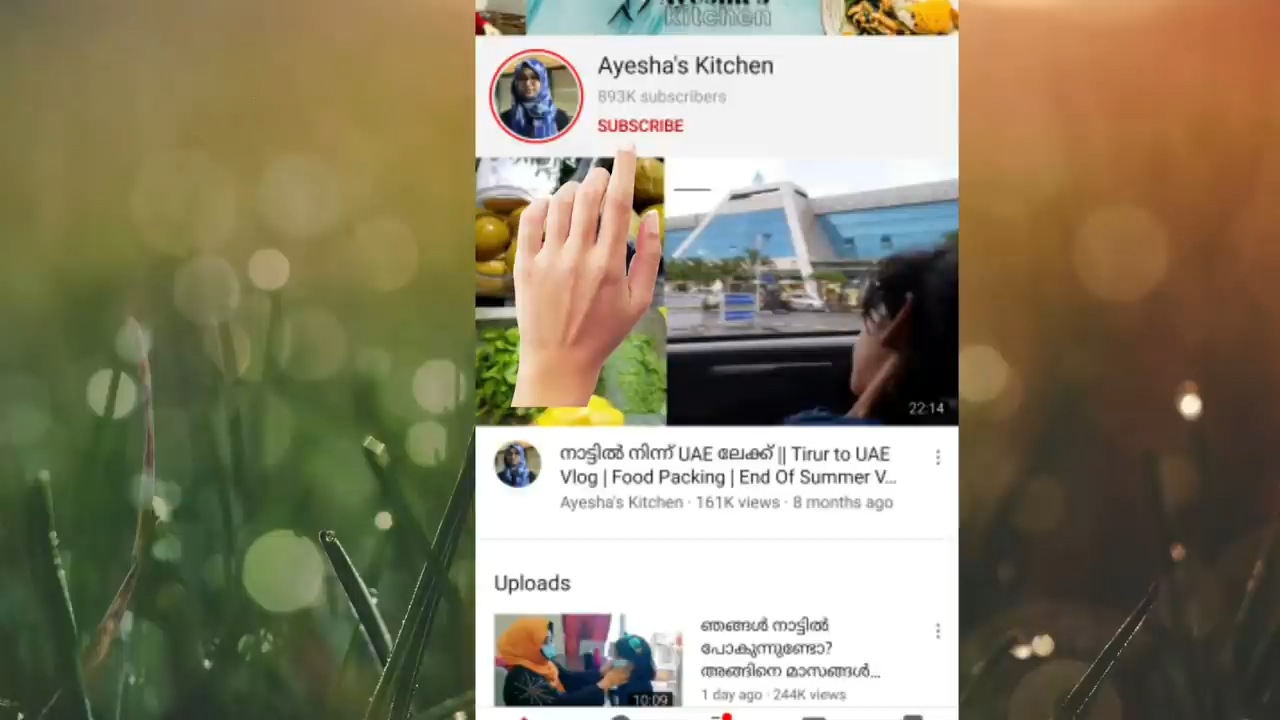 kitchen
Ayesha's Kitchen
893K subscribers
SUBSCRIBE
22:14
നാട്ടിൽ നിന്ന് UAE ലേക്ക് || Tirur to UAE
Vlog | Food Packing | End Of Summer V...
Ayesha's Kitchen · 161K views · 8 months ago
Uploads
ഞങ്ങൾ നാട്ടിൽ
പോകുന്നുണ്ടോ?
അങ്ങിനെ മാസങ്ങൾ...
1 day ago · 244K views
10:09